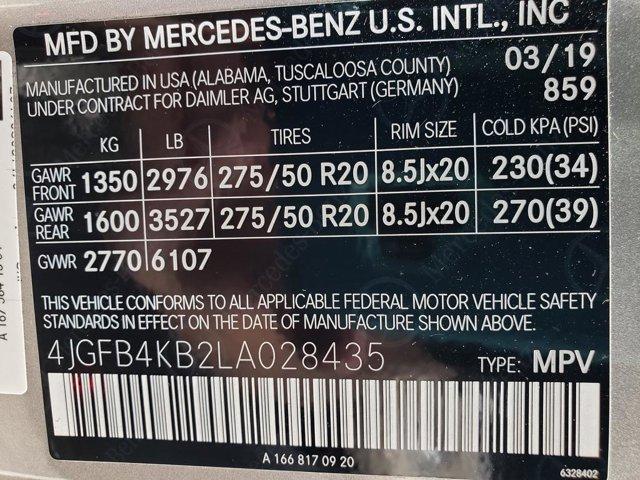 MFD BY MERCEDES-BENZ U.S. INTL., INC
MANUFACTURED IN USA (ALABAMA, TUSCALOOSA COUNTY) 03/19
UNDER CONTRACT FOR DAIMLER AG, STUTTGART (GERMANY) 859
KG LB TIRES RIM SIZE COLD KPA (PSI)
GAWR FRONT 1350 2976 275/50 R20 8.5Jx20 230(34)
GAWR REAR 1600 3527 275/50 R20 8.5Jx20 270(39)
GVWR 2770 6107
THIS VEHICLE CONFORMS TO ALL APPLICABLE FEDERAL MOTOR VEHICLE SAFETY
STANDARDS IN EFFECT ON THE DATE OF MANUFACTURE SHOWN ABOVE.
4JGFB4KB2LA028435 TYPE: MPV
A 166 817 09 20
6328402